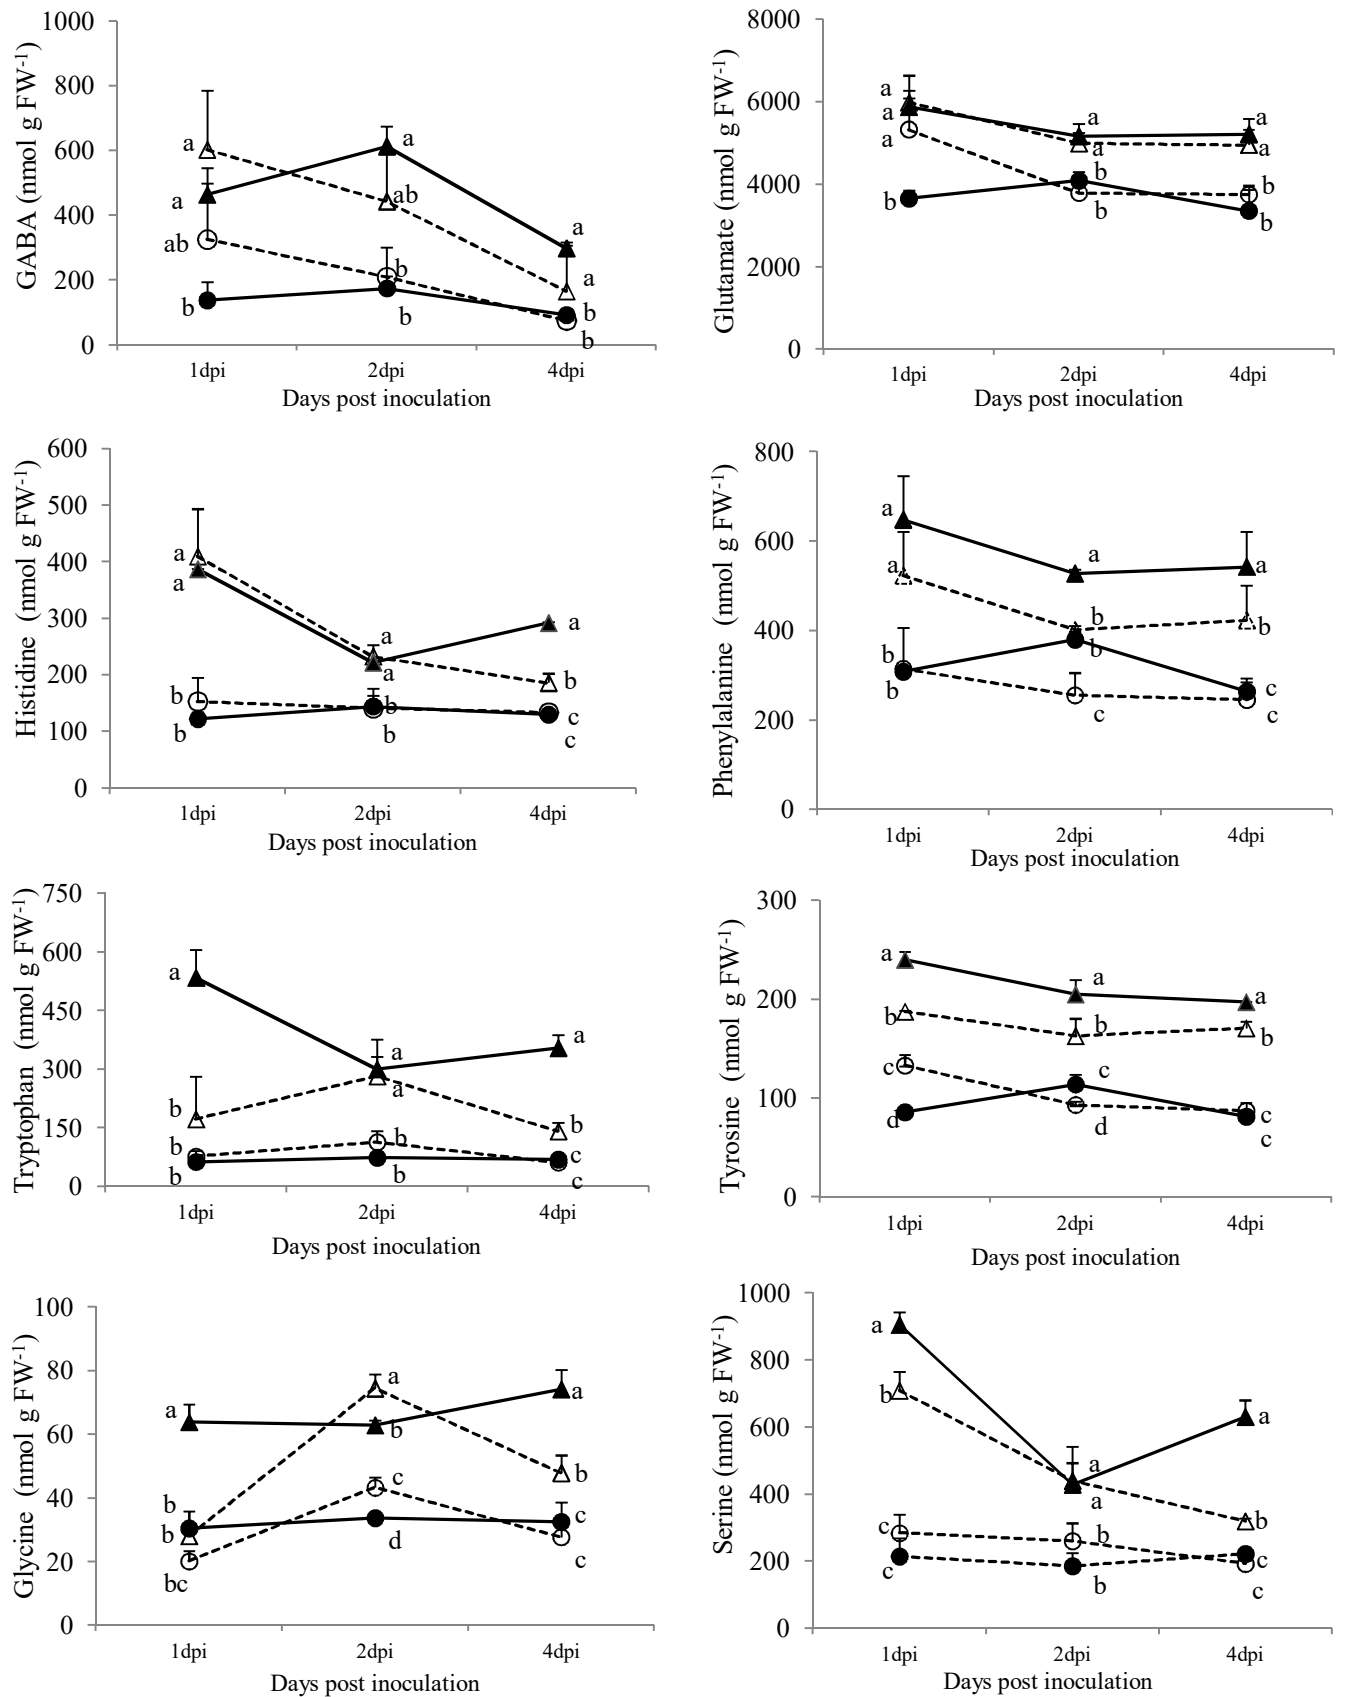 GABA (nmol g FW-1)
1000
800
600
400
200
0
a
a
ab
b
a
ab
b
b
a
a
b
b
1dpi 2dpi 4dpi
Days post inoculation
Glutamate (nmol g FW-1)
8000
6000
4000
2000
0
a
a
a
b
a
a
b
b
a
a
b
b
1dpi 2dpi 4dpi
Days post inoculation
Histidine (nmol g FW-1)
600
500
400
300
200
100
0
a
a
b
b
a
a
b
b
a
b
c
c
1dpi 2dpi 4dpi
Days post inoculation
Phenylalanine (nmol g FW-1)
800
600
400
200
0
a
a
b
b
a
b
b
c
a
b
c
c
1dpi 2dpi 4dpi
Days post inoculation
Tryptophan (nmol g FW-1)
750
600
450
300
150
0
a
b
b
b
a
a
b
b
a
b
c
c
1dpi 2dpi 4dpi
Days post inoculation
Tyrosine (nmol g FW-1)
300
200
100
0
a
b
c
d
a
b
c
d
a
b
c
c
1dpi 2dpi 4dpi
Days post inoculation
Glycine (nmol g FW-1)
100
80
60
40
20
0
a
b
b
bc
a
b
c
d
a
b
c
c
1dpi 2dpi 4dpi
Days post inoculation
Serine (nmol g FW-1)
1000
800
600
400
200
0
a
b
c
c
a
a
b
b
a
b
c
c
1dpi 2dpi 4dpi
Days post inoculation